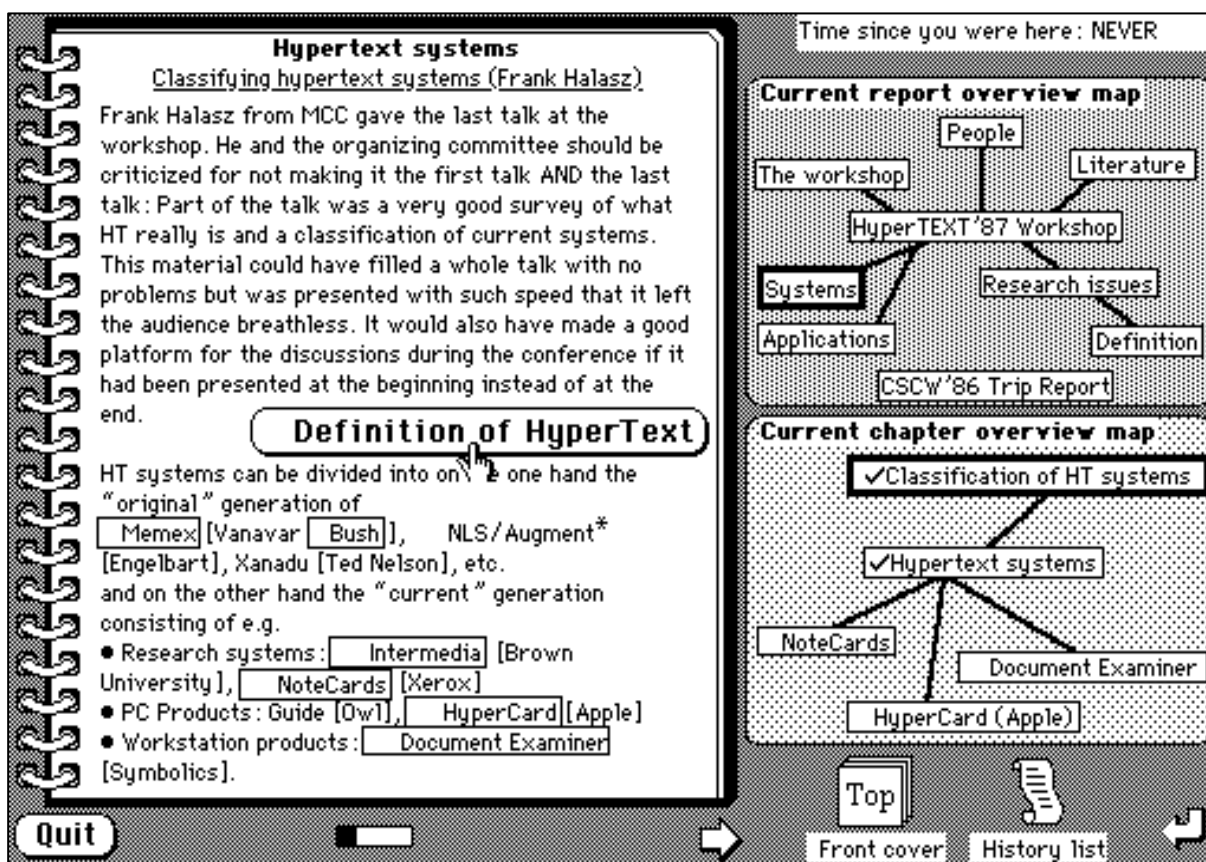 Hypertext systems
Classifying hypertext systems (Frank Halasz)
Frank Halasz from MCC gave the last talk at the
workshop. He and the organizing committee should be
criticized for not making it the first talk AND the last
talk: Part of the talk was a very good survey of what
HT really is and a classification of current systems.
This material could have filled a whole talk with no
problems but was presented with such speed that it left
the audience breathless. It would also have made a good
platform for the discussions during the conference if it
had been presented at the beginning instead of at the
end.
Definition of HyperText
HT systems can be divided into on one hand the
"original" generation of
Memex [Vanavar Bush], NLS/Augment*
[Engelbart], Xanadu [Ted Nelson], etc.
and on the other hand the "current" generation
consisting of e.g.
● Research systems: Intermedia [Brown
University], NoteCards [Xerox]
● PC Products: Guide [Owl], HyperCard [Apple]
● Workstation products: Document Examiner
[Symbolics].
Quit
Time since you were here: NEVER
Current report overview map
People
The workshop
Literature
HyperTEXT'87 Workshop
Systems
Research issues
Applications
Definition
CSCW'86 Trip Report
Current chapter overview map
✓Classification of HT systems
✓Hypertext systems
NoteCards
Document Examiner
HyperCard (Apple)
Top
Front cover
History list